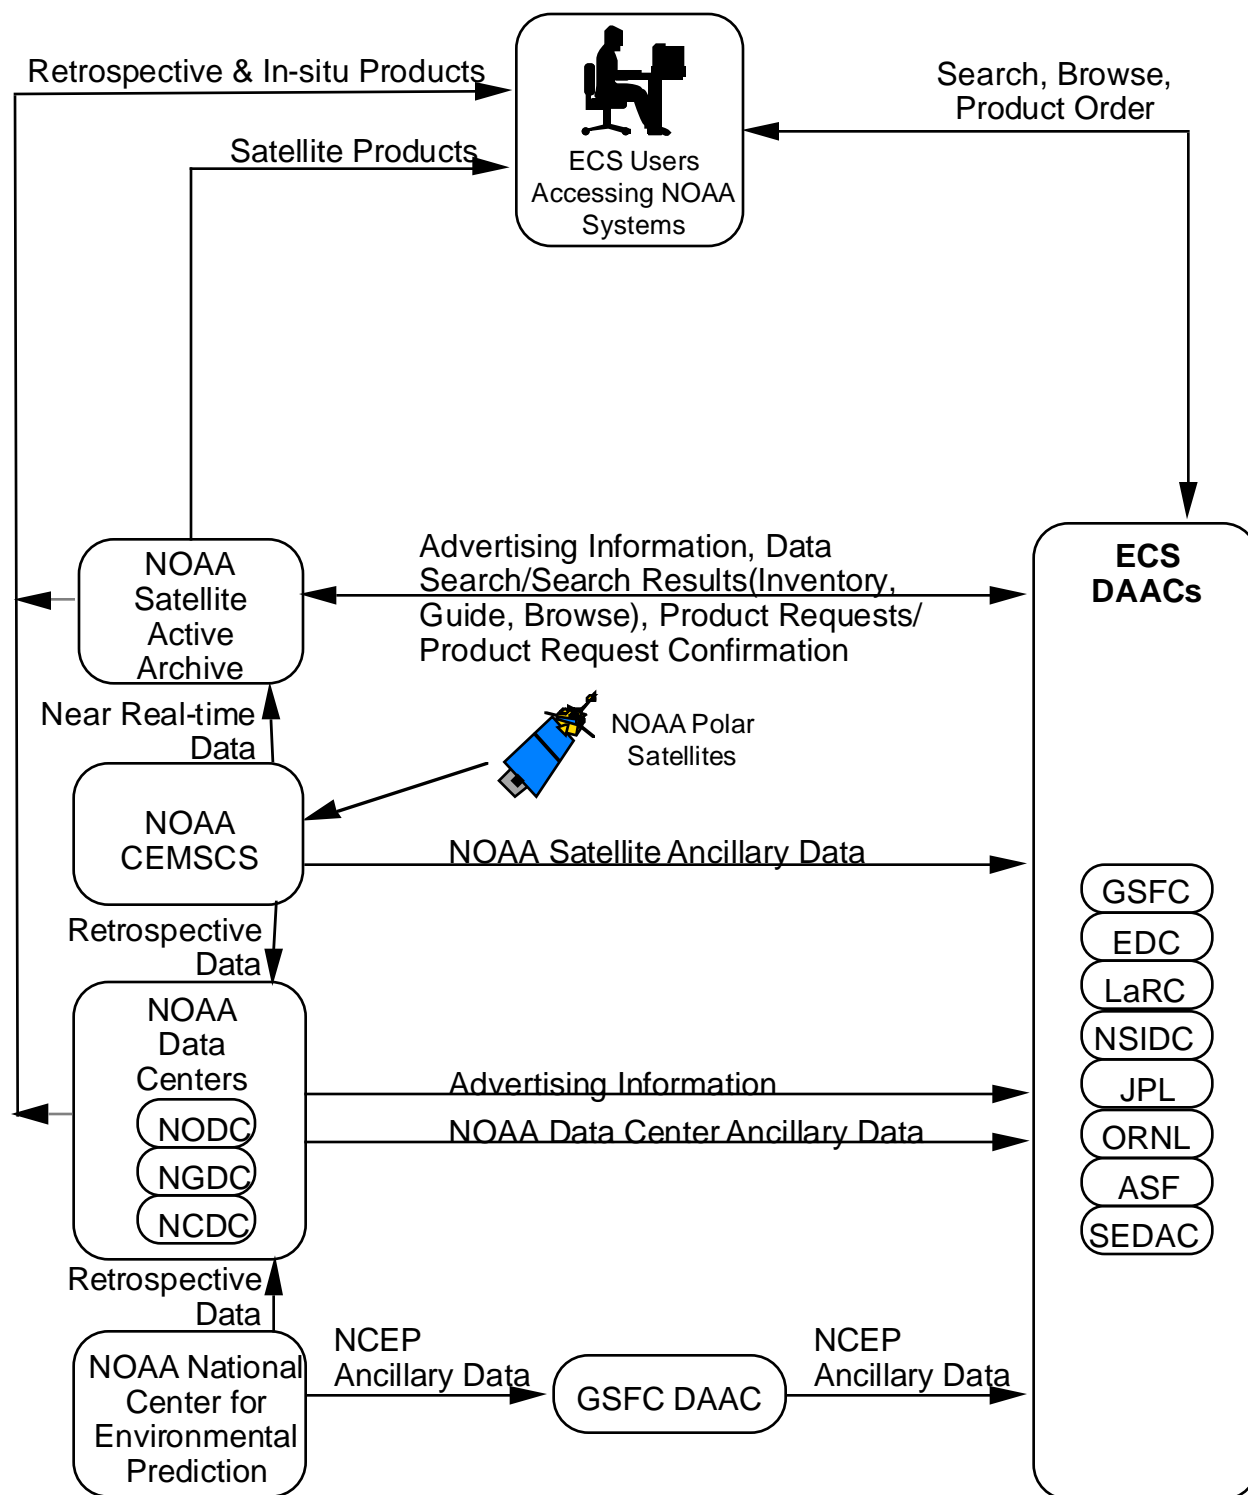 Retrospective & In-situ Products
Search, Browse,
Product Order
Satellite Products
ECS Users
Accessing NOAA
Systems
NOAA
Satellite
Active
Archive
Advertising Information, Data
Search/Search Results(Inventory,
Guide, Browse), Product Requests/
Product Request Confirmation
ECS
DAACs
Near Real-time
Data
NOAA Polar
Satellites
NOAA
CEMSCS
NOAA Satellite Ancillary Data
GSFC
EDC
LaRC
NSIDC
JPL
ORNL
ASF
SEDAC
Retrospective
Data
NOAA
Data
Centers
NODC
NGDC
NCDC
Advertising Information
NOAA Data Center Ancillary Data
Retrospective
Data
NOAA National
Center for
Environmental
Prediction
NCEP
Ancillary Data
GSFC DAAC
NCEP
Ancillary Data